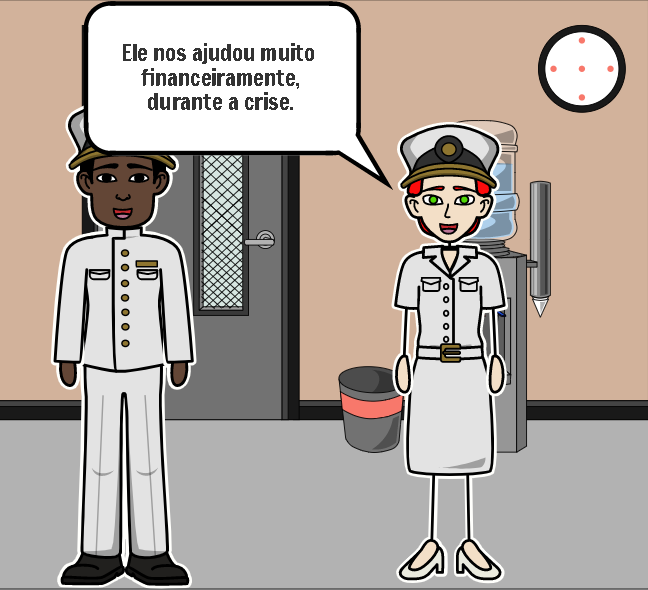 Ele nos ajudou muito
financeiramente,
durante a crise.